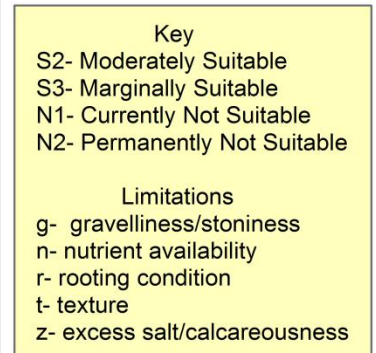 Key
S2- Moderately Suitable
S3- Marginally Suitable
N1- Currently Not Suitable
N2- Permanently Not Suitable
Limitations
g- gravelliness/stoniness
n- nutrient availability
r- rooting condition
t- texture
z- excess salt/calcareousness